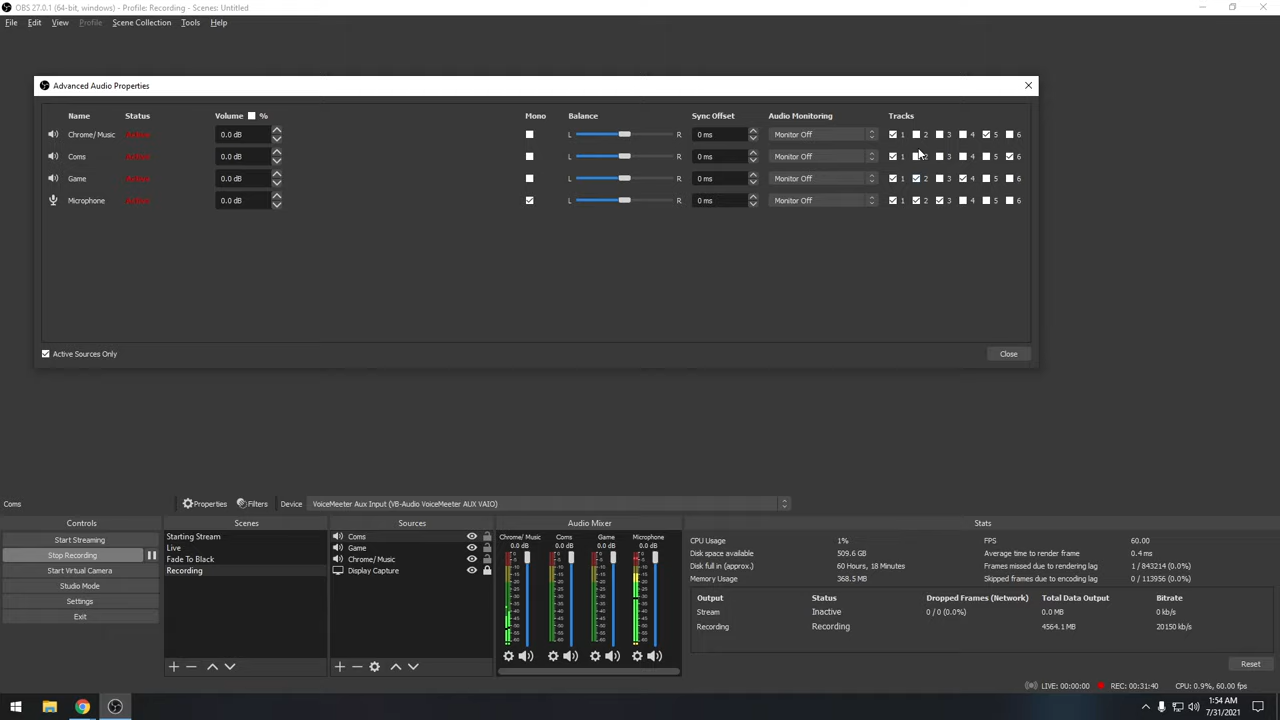 OBS 27.0.1 (64-bit, windows) - Profile: Recording - Scenes: Untitled
File Edit View Profile Scene Collection Tools Help
Advanced Audio Properties
Name Status Volume % Mono Balance Sync Offset Audio Monitoring Tracks
Chrome/ Music 0.0 dB L R 0 ms Monitor Off 1 2 3 4 5 6
Coms 0.0 dB L R 0 ms Monitor Off 1 3 4 5 6
Game 0.0 dB L R 0 ms Monitor Off 1 2 3 4 5 6
Microphone 0.0 dB L R 0 ms Monitor Off 1 2 3 4 5 6
Active Sources Only
Close
Coms Properties Filters Device VoiceMeeter Aux Input (VB-Audio VoiceMeeter AUX VAIO)
Controls
Start Streaming
Stop Recording
Start Virtual Camera
Studio Mode
Settings
Exit
Scenes
Starting Stream
Live
Fade To Black
Recording
Sources
Coms
Game
Chrome/ Music
Display Capture
Audio Mixer
Chrome/ Music Coms Game Microphone
0.0 dB 0.0 dB 0.0 dB 0.0 dB
Stats
CPU Usage 1%
Disk space available 509.6 GB
Disk full in (approx.) 60 Hours, 18 Minutes
Memory Usage 368.5 MB
FPS 60.00
Average time to render frame 0.4 ms
Frames missed due to rendering lag 1 / 843214 (0.0%)
Skipped frames due to encoding lag 0 / 113956 (0.0%)
Output Status Dropped Frames (Network) Total Data Output Bitrate
Stream Inactive 0 / 0 (0.0%) 0.0 MB 0 kb/s
Recording Recording 4564.1 MB 20150 kb/s
Reset
LIVE: 00:00:00 REC: 00:31:40 CPU: 0.9%, 60.00 fps
1:54 AM
7/31/2021